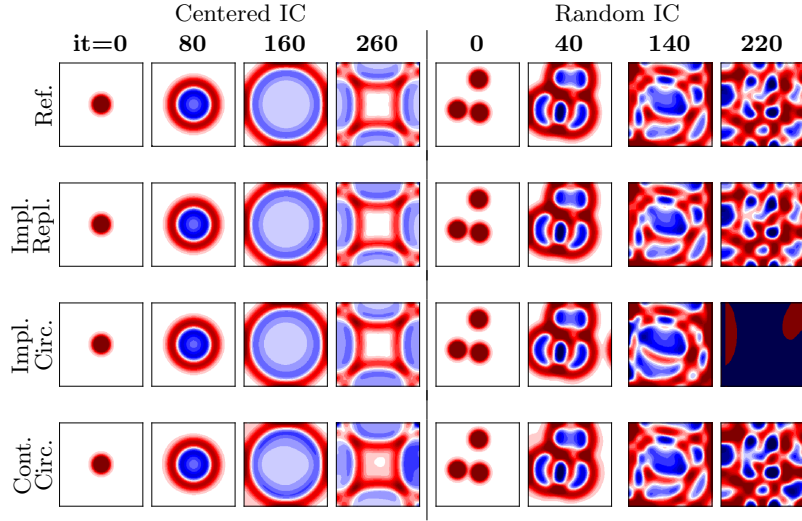 Centered IC Random IC
it=0 80 160 260 0 40 140 220
Ref.
Impl.
Repl.
Impl.
Circ.
Cont.
Circ.